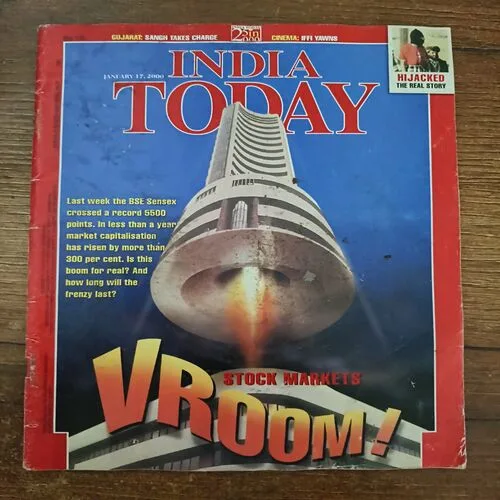 GUJARAT: SANGH TAKES CHARGE
CINEMA: IFFI YAWNS
INDIA
TODAY
JANUARY 17, 2000
HIJACKED
THE REAL STORY
Last week the BSE Sensex
crossed a record 5500
points. In less than a year
market capitalisation
has risen by more than
300 per cent. Is this
boom for real? And
how long will the
frenzy last?
STOCK MARKETS
VROOM!